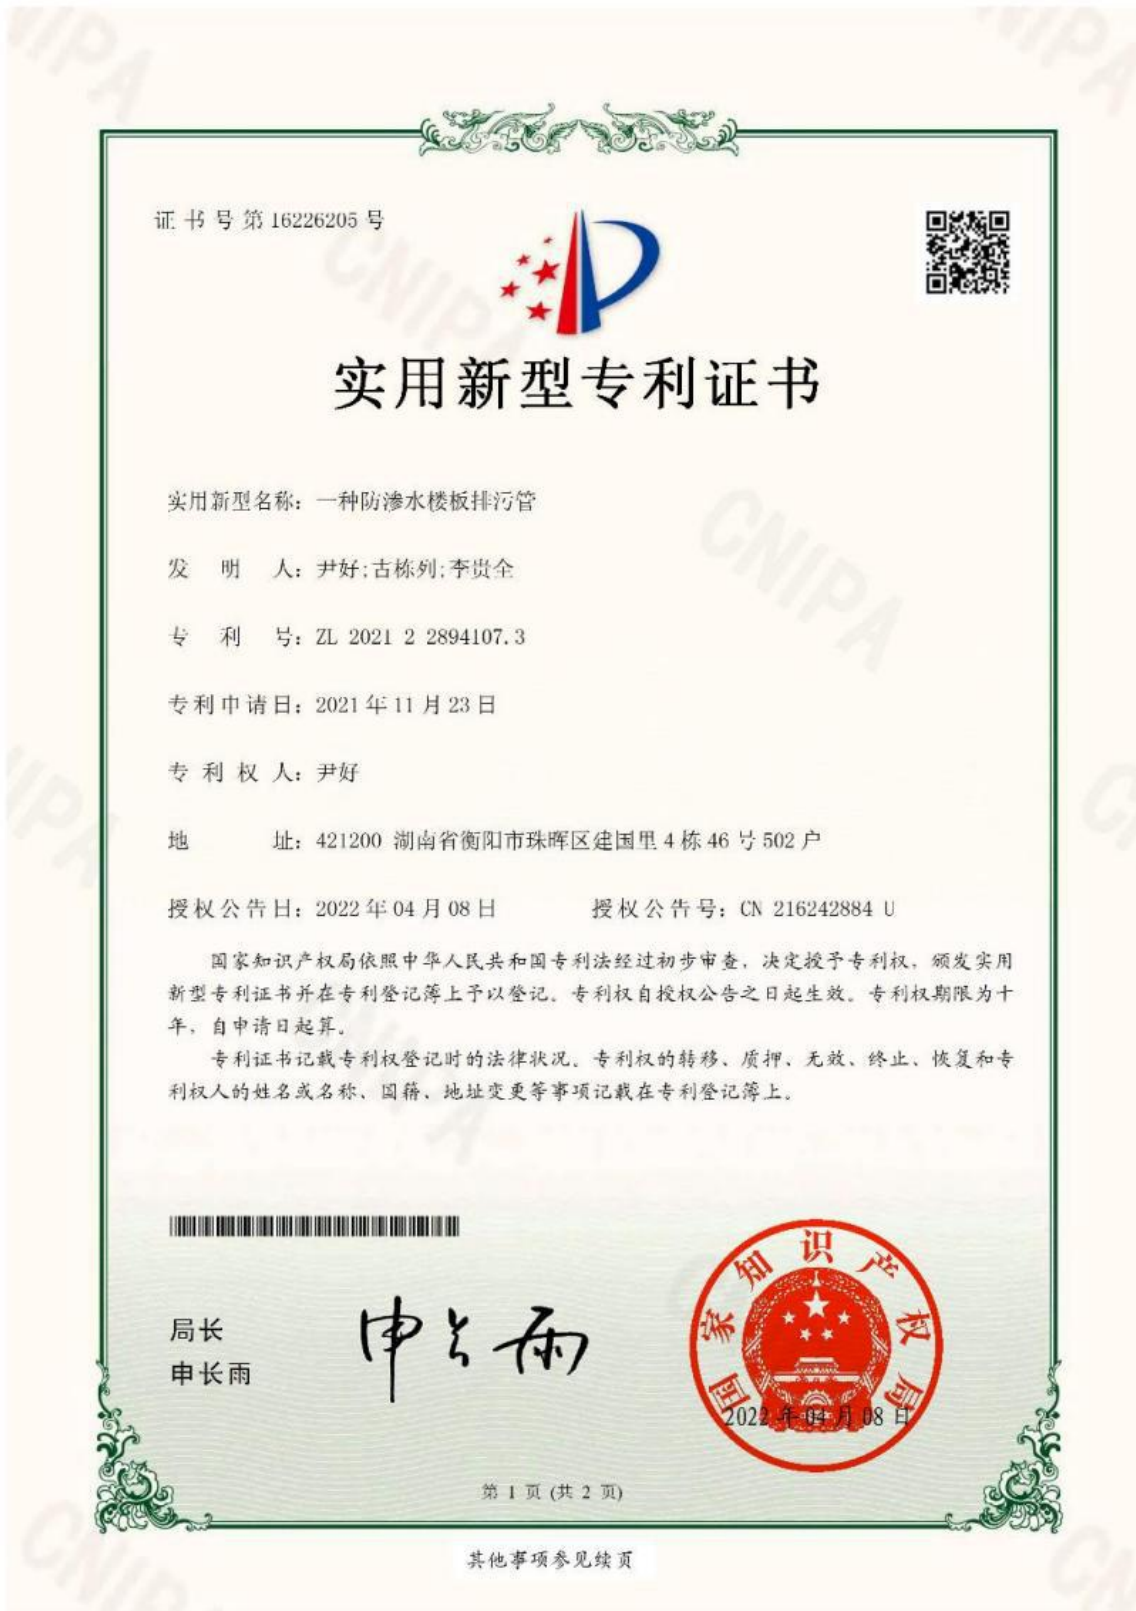 证书号第16226205号
实用新型专利证书
实用新型名称：一种防渗水楼板排污管
发明人：尹好;古栋列;李贵全
专利号：ZL 2021 2 2894107.3
专利申请日：2021年11月23日
专利权人：尹好
地址：421200 湖南省衡阳市珠晖区建国里4栋46号502户
授权公告日：2022年04月08日 授权公告号：CN 216242884 U
国家知识产权局依照中华人民共和国专利法经过初步审查，决定授予专利权，颁发实用
新型专利证书并在专利登记簿上予以登记。专利权自授权公告之日起生效。专利权期限为十
年，自申请日起算。
专利证书记载专利权登记时的法律状况。专利权的转移、质押、无效、终止、恢复和专
利权人的姓名或名称、国籍、地址变更等事项记载在专利登记簿上。
局长
申长雨
申长雨
国家知识产权局
2022年04月08日
第 1 页 (共 2 页)
其他事项参见续页
CNIPA
CNIPA
CNIPA
CNIPA
CNIPA